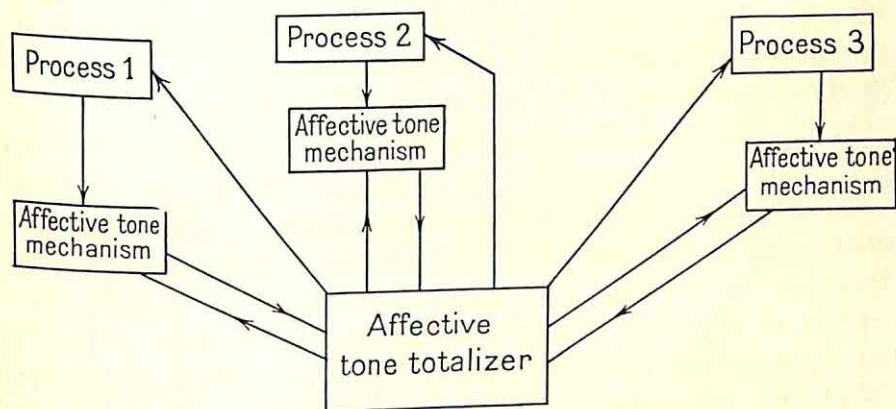 Process 1
Process 2
Process 3
Affective tone
mechanism
Affective tone
mechanism
Affective tone
mechanism
Affective
tone totalizer